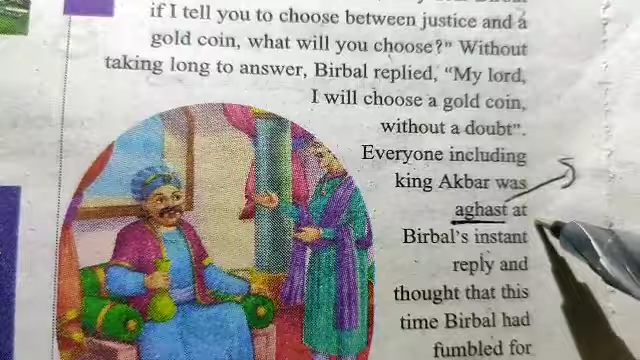 if I tell you to choose between justice and a
gold coin, what will you choose?” Without
taking long to answer, Birbal replied, “My lord,
I will choose a gold coin,
without a doubt”.
Everyone including
king Akbar was
aghast at
Birbal’s instant
reply and
thought that this
time Birbal had
fumbled for